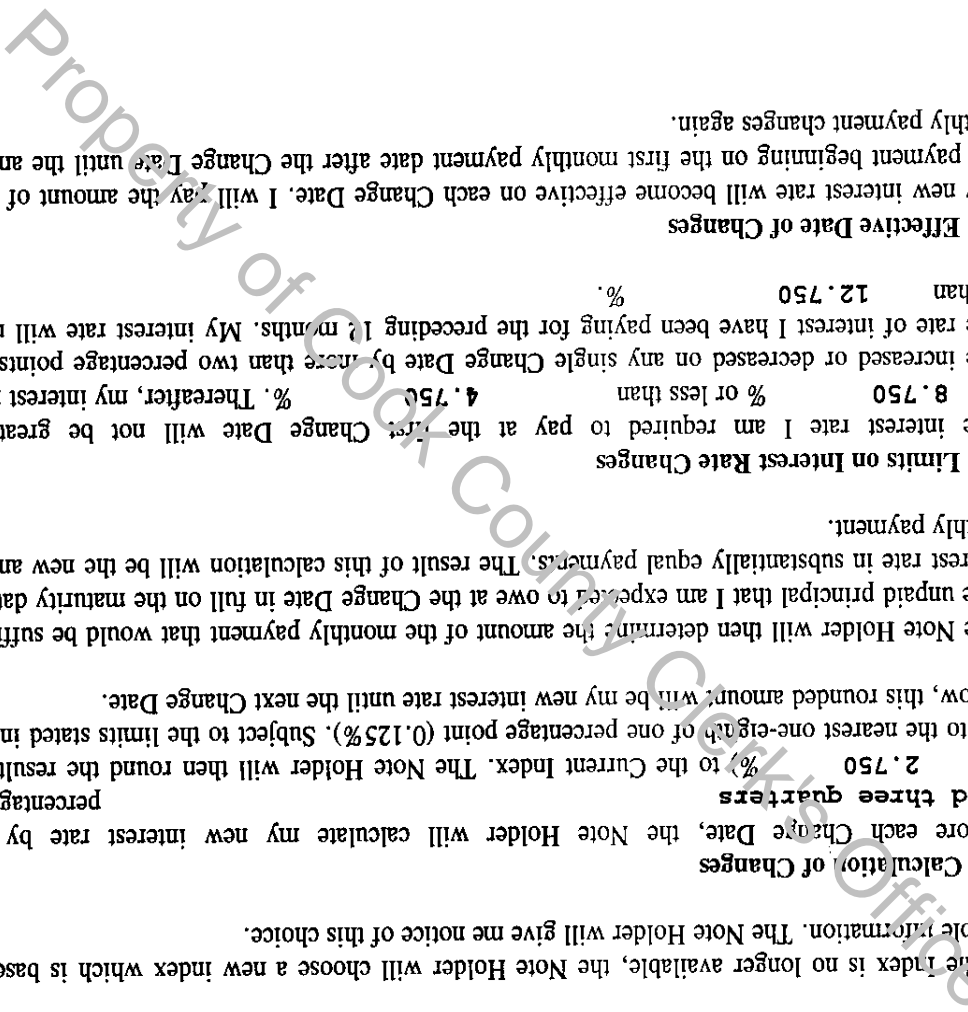 he Index is no longer available, the Note Holder will choose a new index which is base
ble information. The Note Holder will give me notice of this choice.
Calculation of Changes
ore each Change Date, the Note Holder will calculate my new interest rate by
d three quarters percentag
2.750 %) to the Current Index. The Note Holder will then round the result
to the nearest one-eighth of one percentage point (0.125%). Subject to the limits stated in
ow, this rounded amount will be my new interest rate until the next Change Date.
e Note Holder will then determine the amount of the monthly payment that would be suffi
e unpaid principal that I am expected to owe at the Change Date in full on the maturity dat
rest rate in substantially equal payments. The result of this calculation will be the new am
thly payment.
Limits on Interest Rate Changes
e interest rate I am required to pay at the first Change Date will not be great
8.750 % or less than 4.750 %. Thereafter, my interest
e increased or decreased on any single Change Date by more than two percentage points
e rate of interest I have been paying for the preceding 12 months. My interest rate will
han 12.750 %.
Effective Date of Changes
new interest rate will become effective on each Change Date. I will pay the amount of
payment beginning on the first monthly payment date after the Change Date until the am
thly payment changes again.
Property of Cook County Clerk's Office